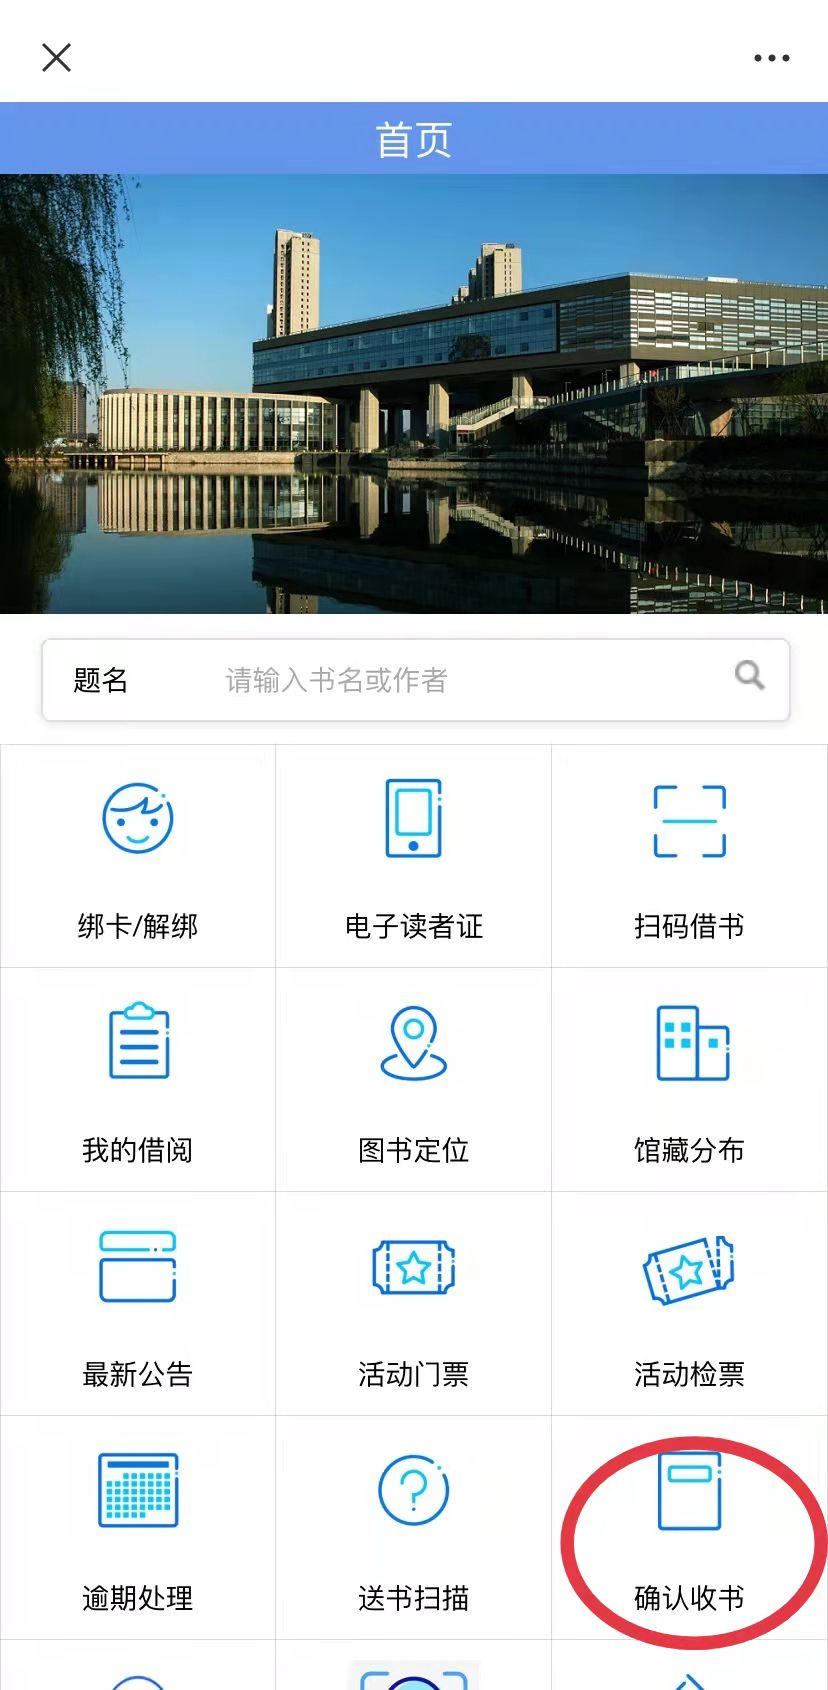 首页
题名 请输入书名或作者
绑卡/解绑 电子读者证 扫码借书
我的借阅 图书定位 馆藏分布
最新公告 活动门票 活动检票
逾期处理 送书扫描 确认收书